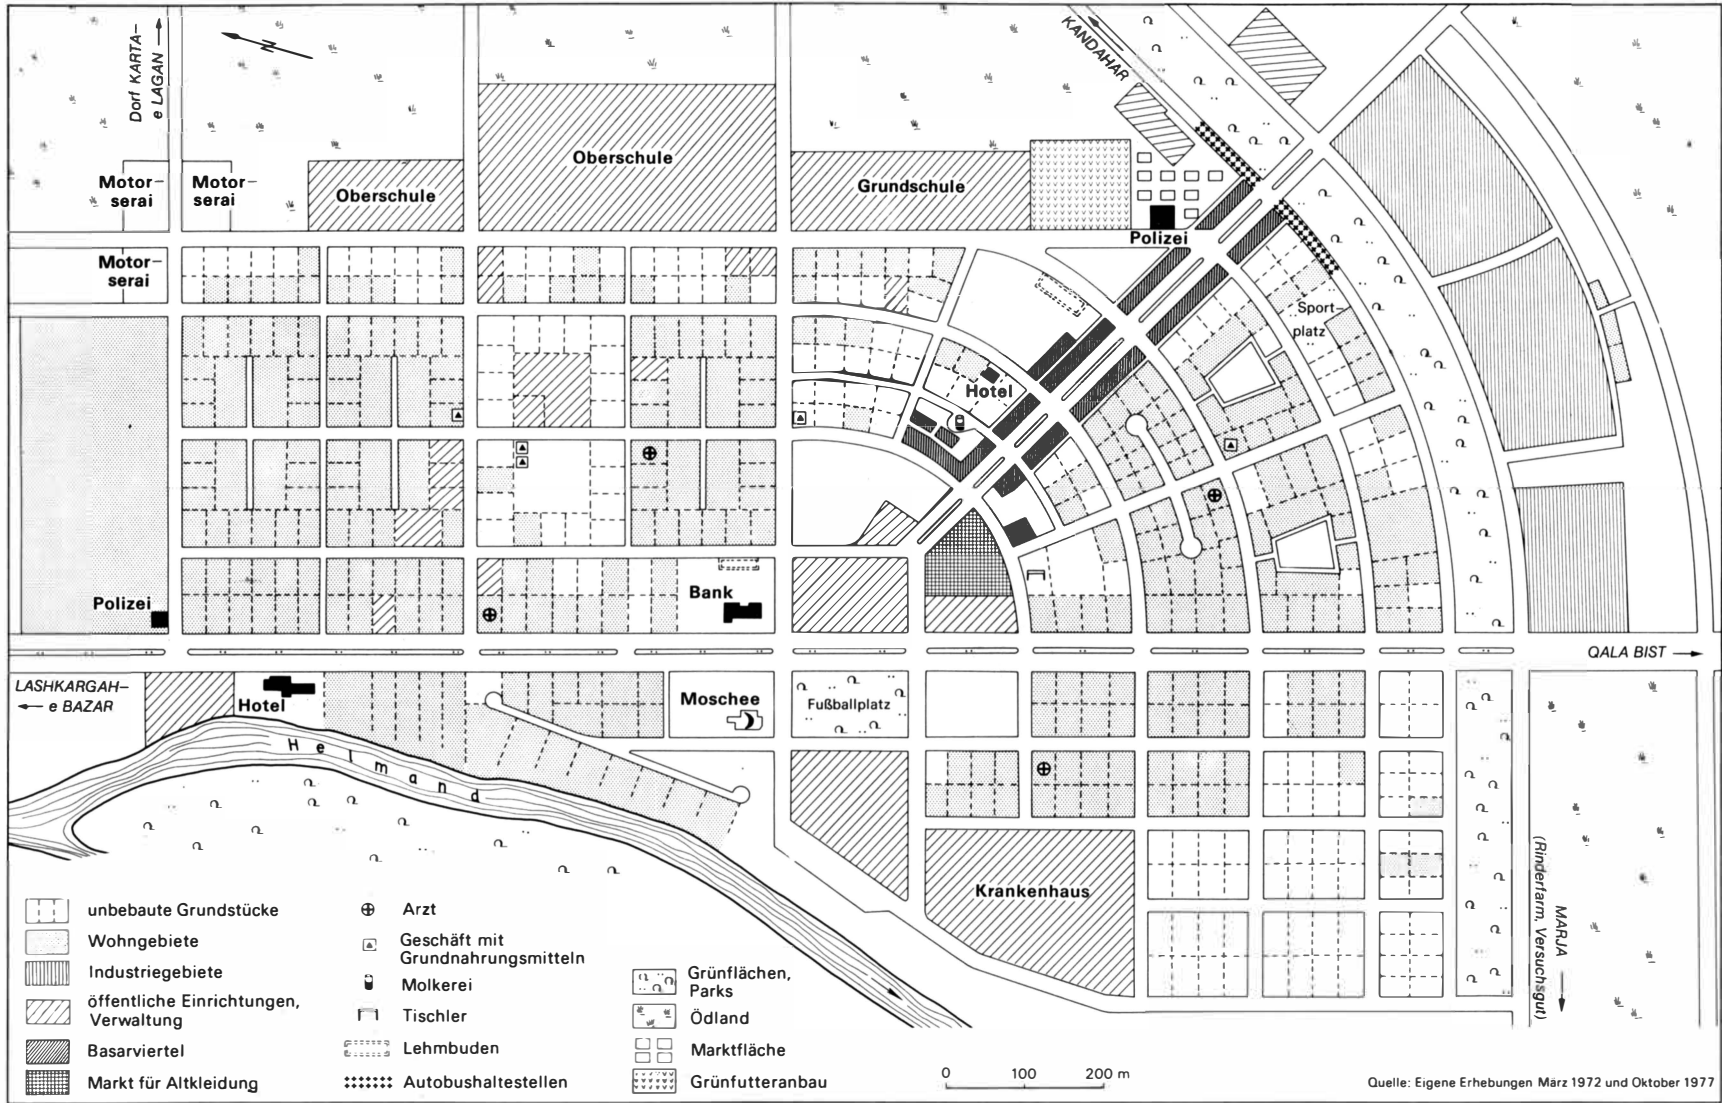 Dorf KARTA–
e LAGAN
N
KANDAHAR
Motor–
serai
Motor–
serai
Oberschule
Oberschule
Grundschule
Polizei
Motor–
serai
Sport–
platz
Hotel
Polizei
Bank
QALA BIST
LASHKARGAH–
e BAZAR
Hotel
Moschee
Fußballplatz
Helmand
Krankenhaus
MARJA
(Rinderfarm, Versuchsgut)
unbebaute Grundstücke
Wohngebiete
Industriegebiete
öffentliche Einrichtungen,
Verwaltung
Basarviertel
Markt für Altkleidung
Arzt
Geschäft mit
Grundnahrungsmitteln
Molkerei
Tischler
Lehmbuden
Autobushaltestellen
Grünflächen,
Parks
Ödland
Marktfläche
Grünfutteranbau
0 100 200 m
Quelle: Eigene Erhebungen März 1972 und Oktober 1977